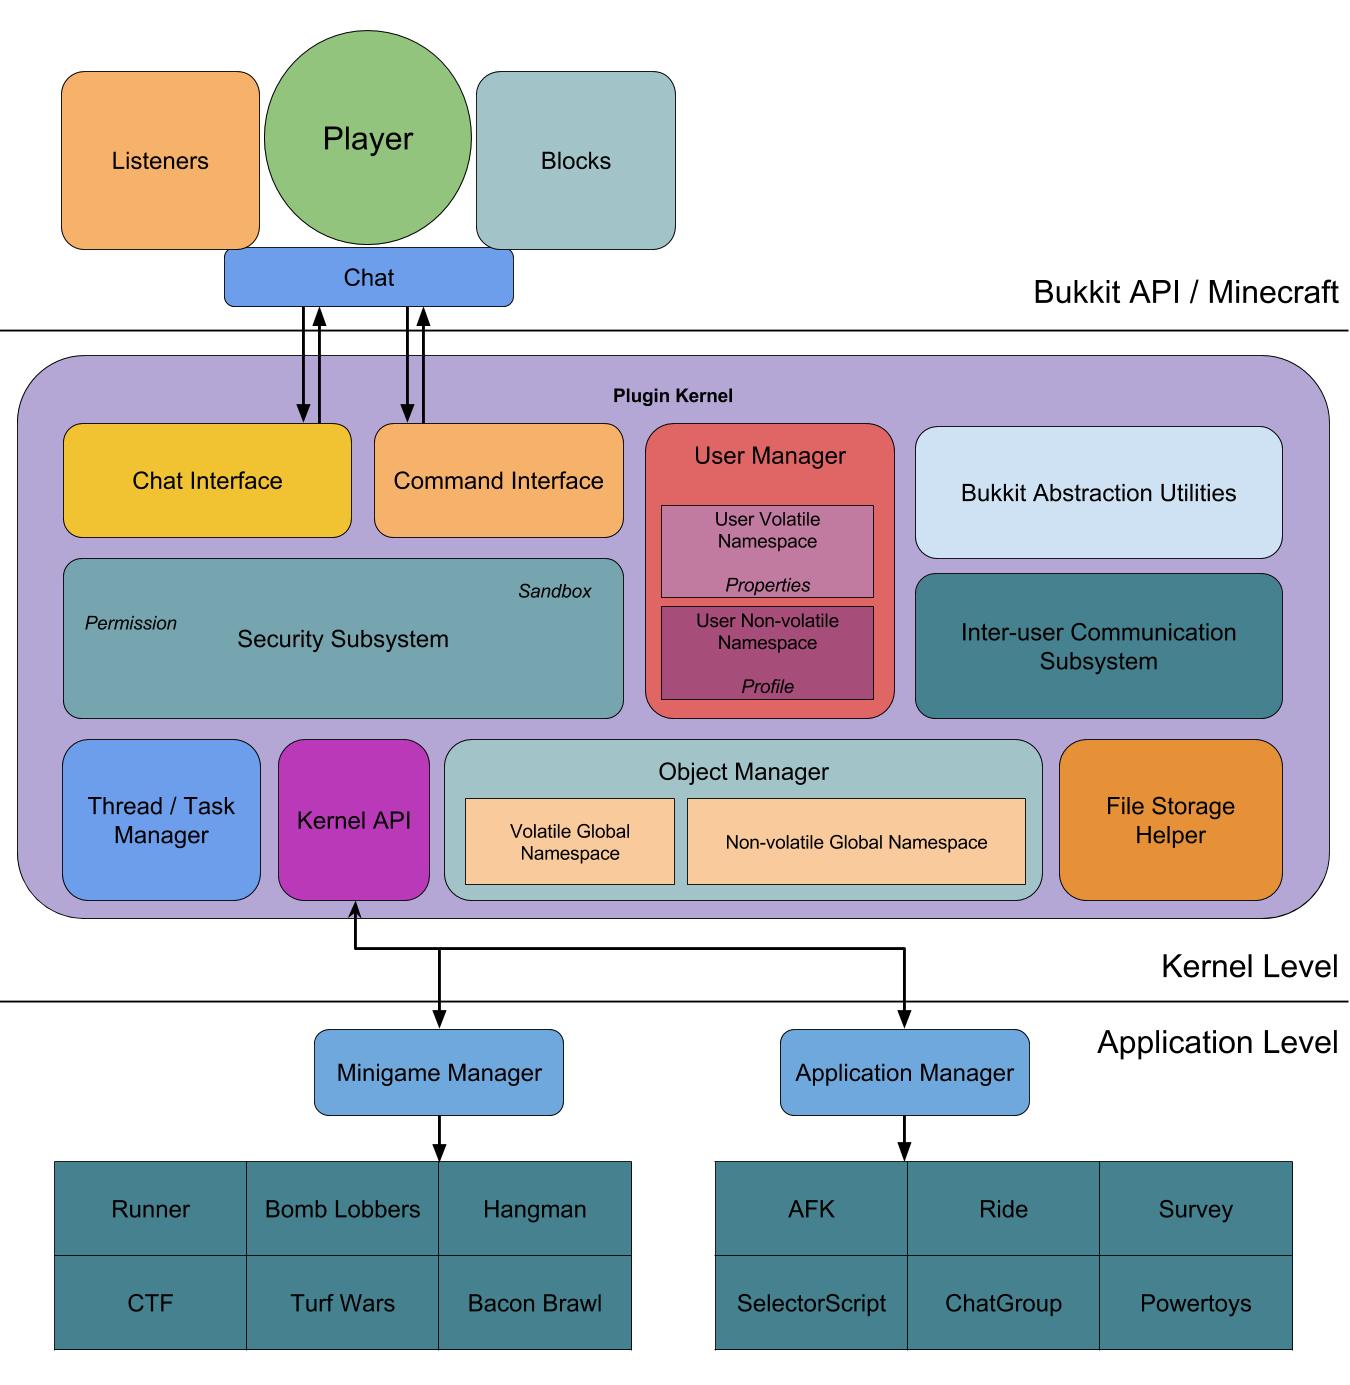 Player
Listeners
Blocks
Chat
Bukkit API / Minecraft
Plugin Kernel
Chat Interface
Command Interface
User Manager
User Volatile
Namespace
Properties
User Non-volatile
Namespace
Profile
Bukkit Abstraction Utilities
Sandbox
Permission
Security Subsystem
Inter-user Communication
Subsystem
Thread / Task
Manager
Kernel API
Object Manager
Volatile Global
Namespace
Non-volatile Global Namespace
File Storage
Helper
Kernel Level
Application Level
Minigame Manager
Application Manager
Runner
Bomb Lobbers
Hangman
CTF
Turf Wars
Bacon Brawl
AFK
Ride
Survey
SelectorScript
ChatGroup
Powertoys